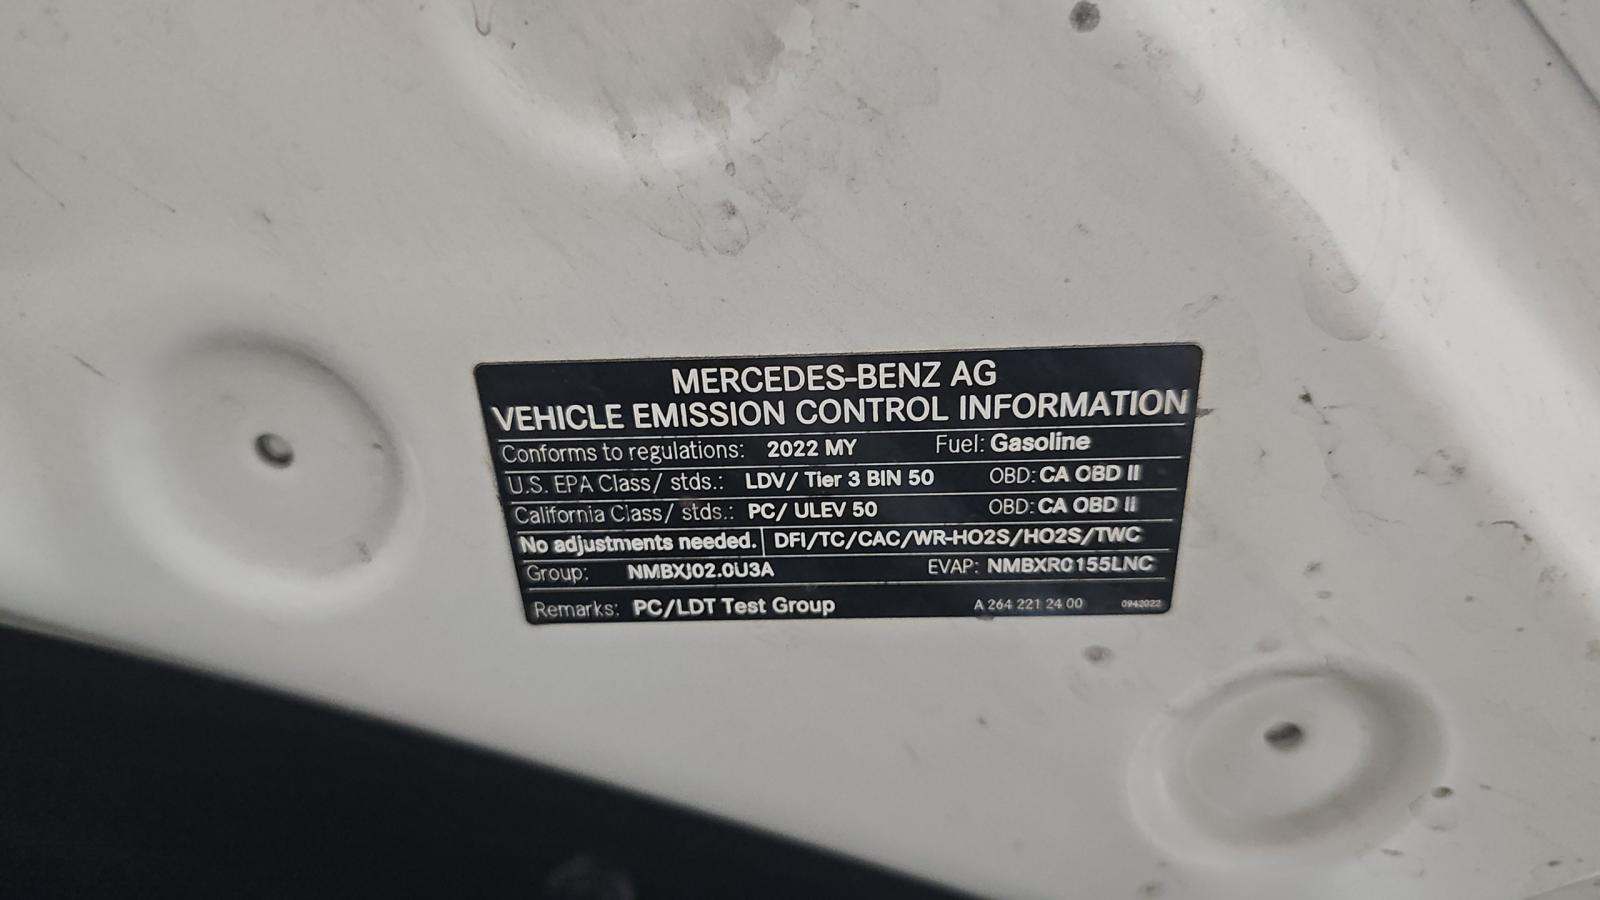 MERCEDES-BENZ AG
VEHICLE EMISSION CONTROL INFORMATION
Conforms to regulations: 2022 MY Fuel: Gasoline
U.S. EPA Class/ stds.: LDV/ Tier 3 BIN 50 OBD: CA OBD II
California Class/ stds.: PC/ ULEV 50 OBD: CA OBD II
No adjustments needed. DFI/TC/CAC/WR-HO2S/HO2S/TWC
Group: NMBXJ02.0U3A EVAP: NMBXR0155LNC
Remarks: PC/LDT Test Group A 264 221 24 00 0942022